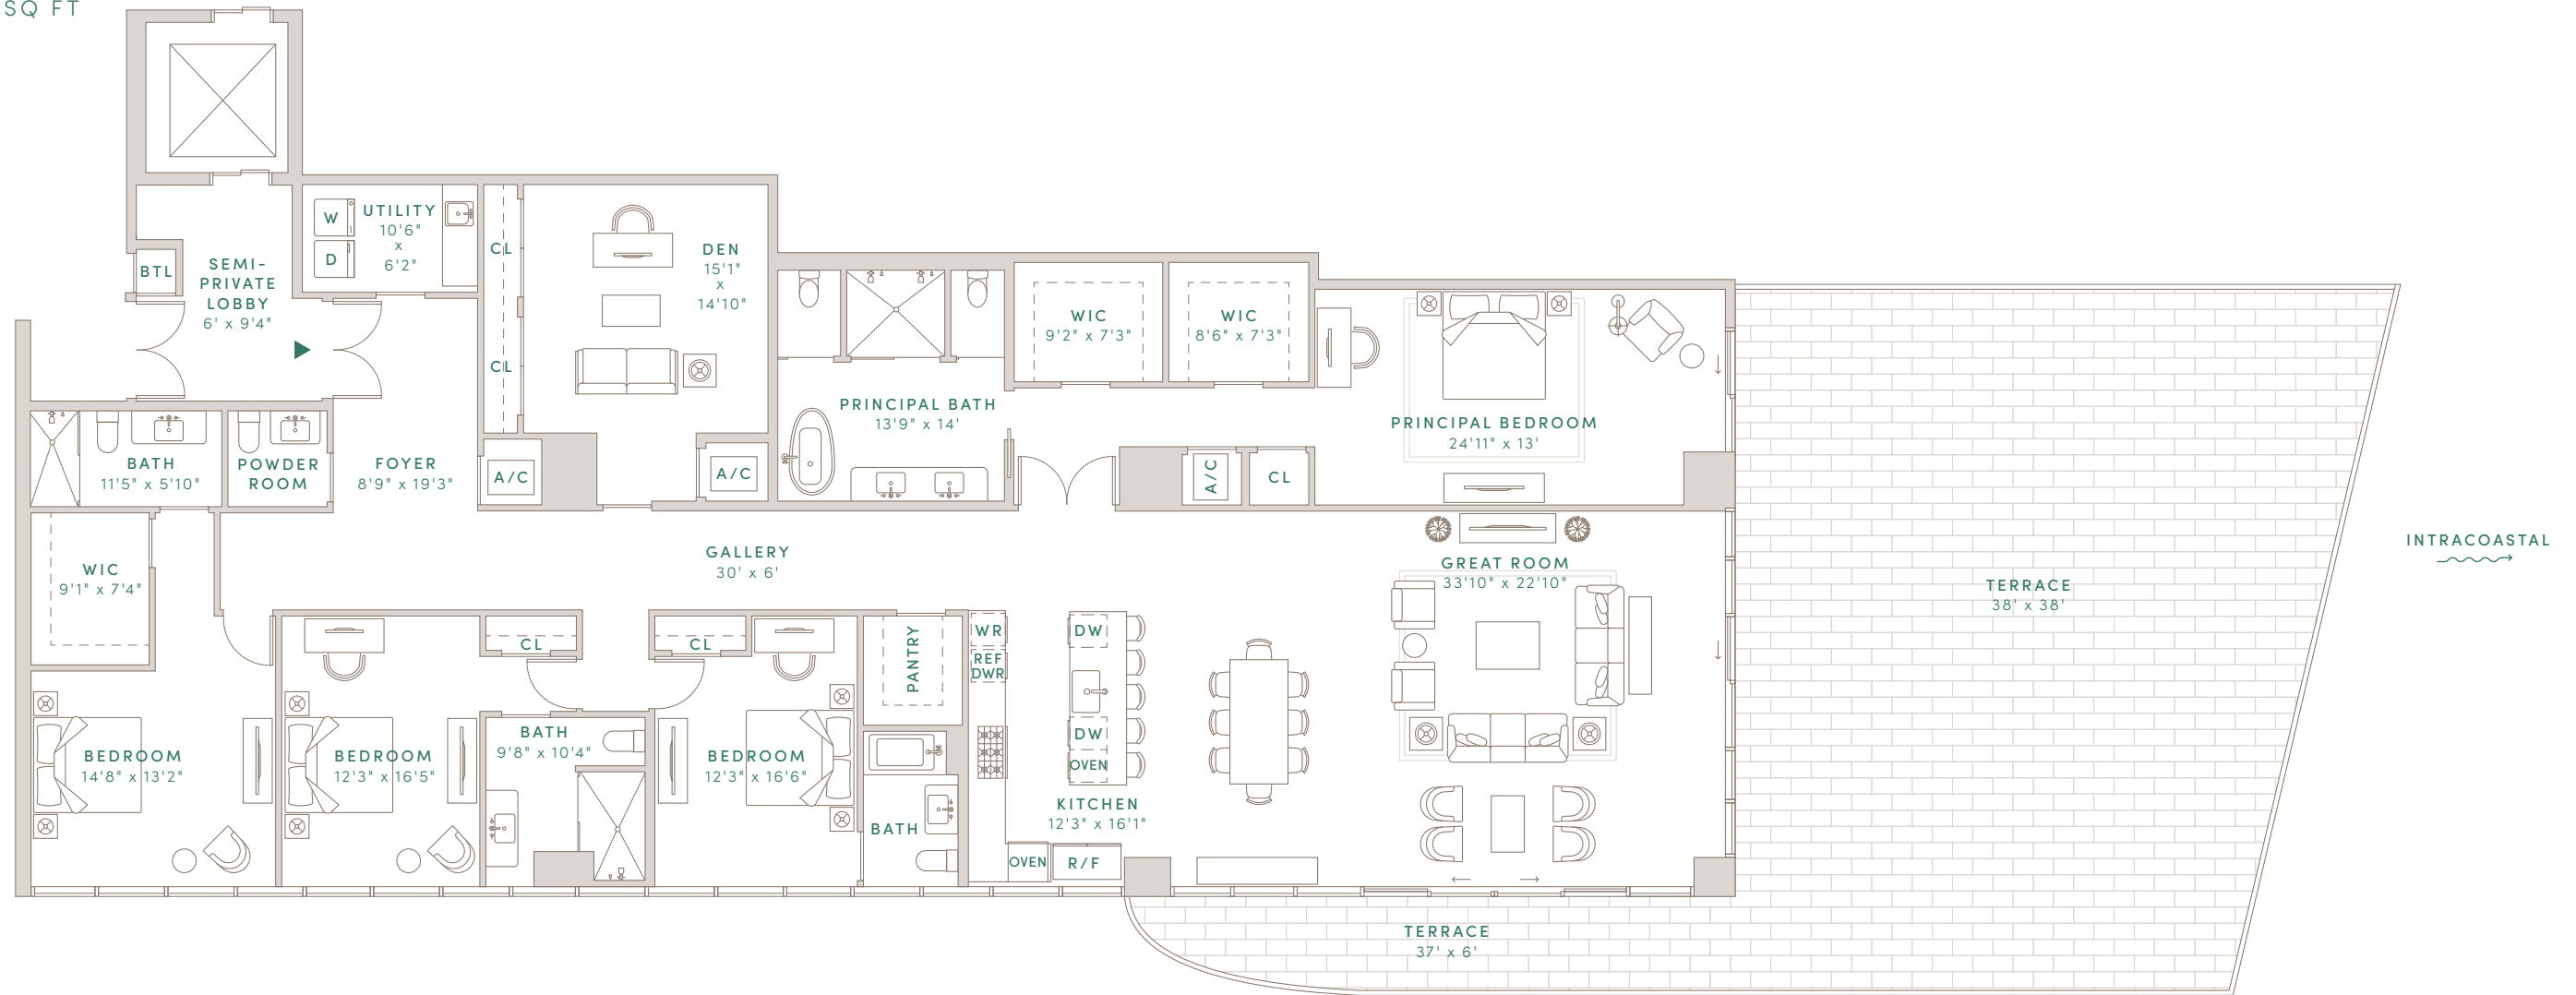 SQ FT
W
D
UTILITY
10'6"
x
6'2"
BTL
SEMI-
PRIVATE
LOBBY
6' x 9'4"
CL
CL
DEN
15'1"
x
14'10"
WIC
9'2" x 7'3"
WIC
8'6" x 7'3"
PRINCIPAL BATH
13'9" x 14'
PRINCIPAL BEDROOM
24'11" x 13'
BATH
11'5" x 5'10"
POWDER
ROOM
FOYER
8'9" x 19'3"
A/C
A/C
A/C
CL
WIC
9'1" x 7'4"
GALLERY
30' x 6'
GREAT ROOM
33'10" x 22'10"
TERRACE
38' x 38'
INTRACOASTAL
CL
CL
PANTRY
WR
REF
DWR
DW
DW
OVEN
BEDROOM
14'8" x 13'2"
BEDROOM
12'3" x 16'5"
BATH
9'8" x 10'4"
BEDROOM
12'3" x 16'6"
BATH
KITCHEN
12'3" x 16'1"
OVEN
R/F
TERRACE
37' x 6'